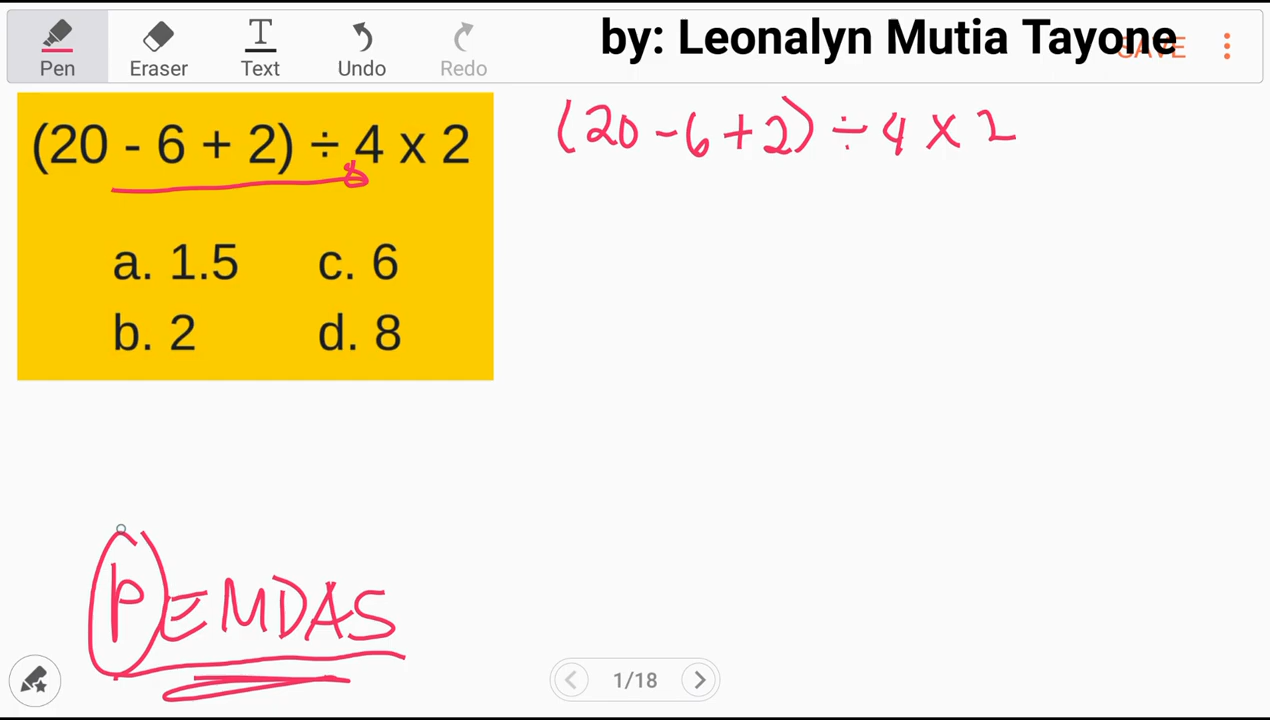 by: Leonalyn Mutia Tayone
SAVE
Pen
Eraser
Text
Undo
Redo
(20 - 6 + 2) ÷ 4 x 2
(20 - 6 + 2) ÷ 4 x 2
a. 1.5
c. 6
b. 2
d. 8
PEMDAS
1/18